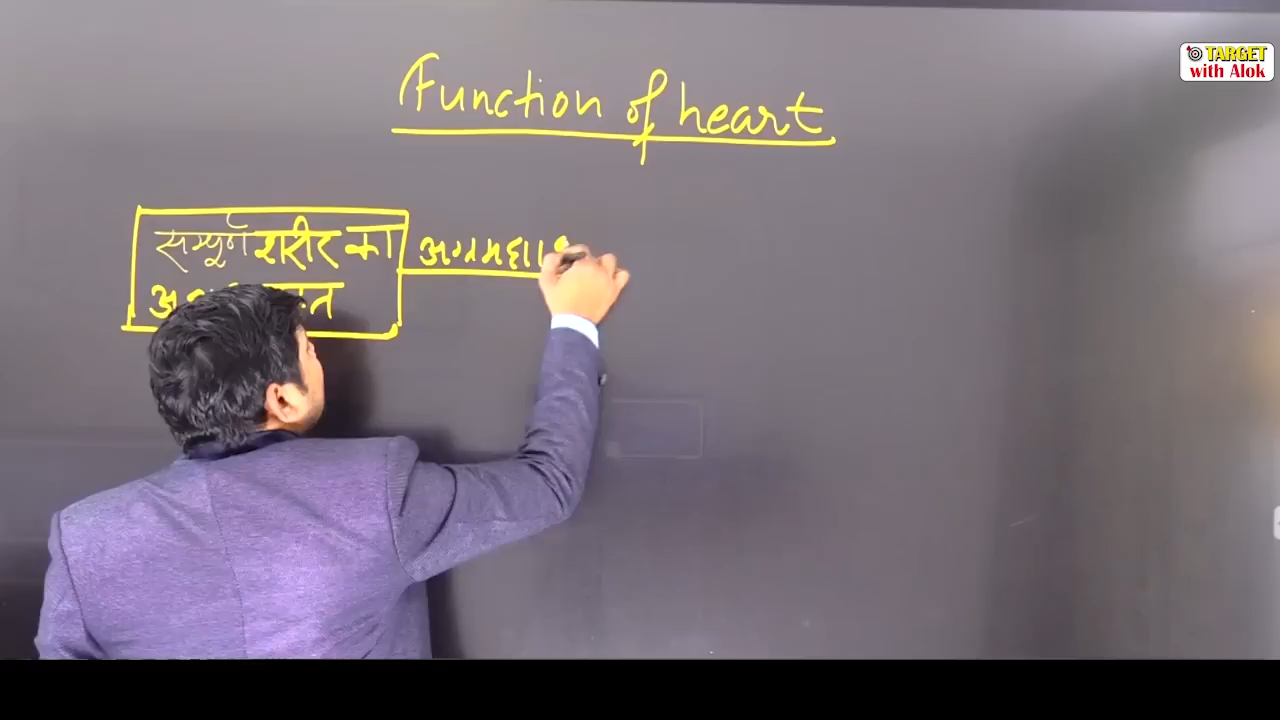 TARGET
with Alok
Function of heart
सम्पूर्ण शरीर का